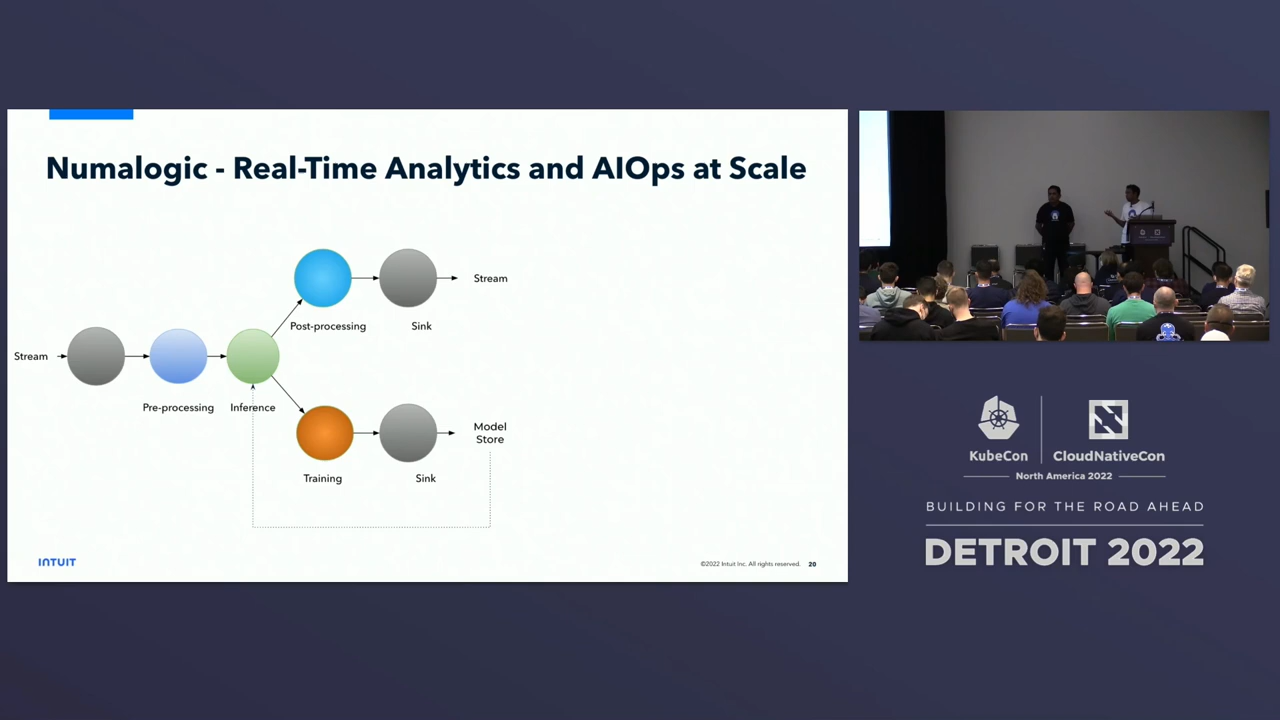 Numalogic - Real-Time Analytics and AIOps at Scale
Stream
Post-processing
Sink
Stream
Pre-processing
Inference
Training
Sink
Model
Store
INTUIT
©2022 Intuit Inc. All rights reserved. 20
KubeCon
CloudNativeCon
North America 2022
BUILDING FOR THE ROAD AHEAD
DETROIT 2022